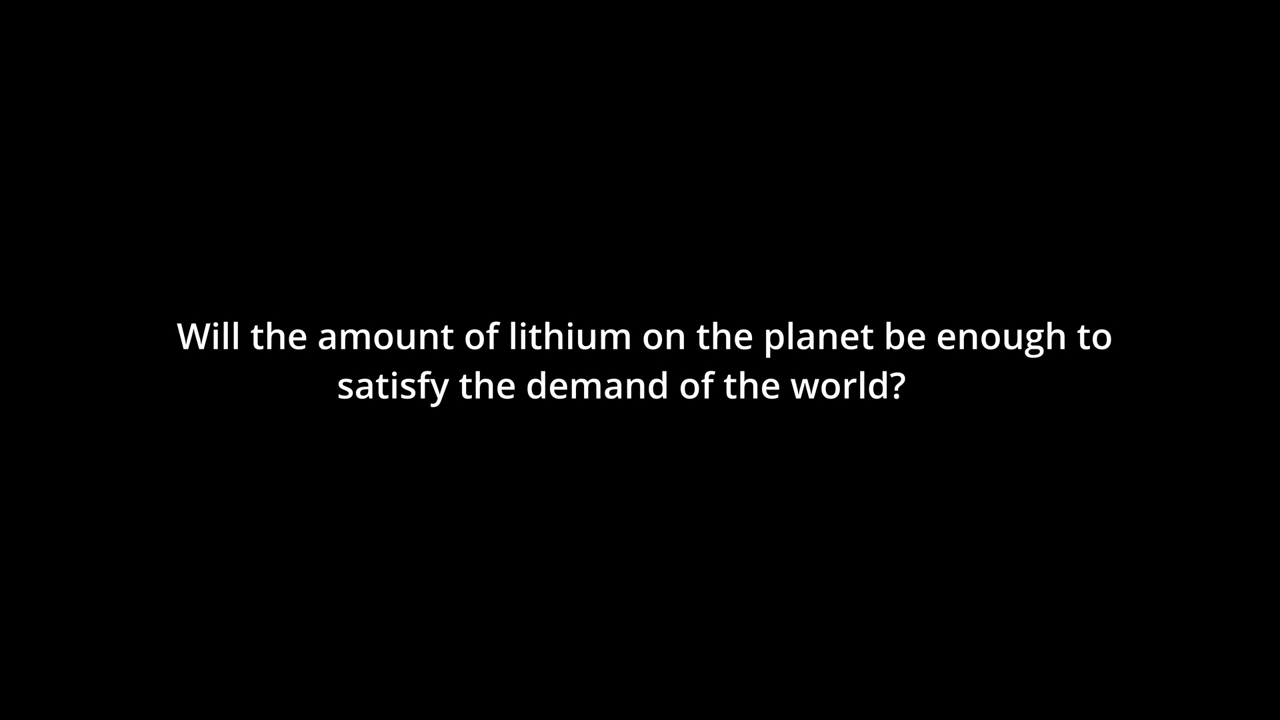 Will the amount of lithium on the planet be enough to
satisfy the demand of the world?